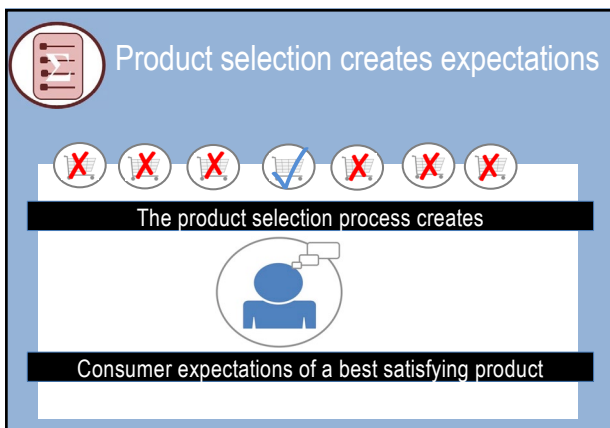 Σ
Product selection creates expectations
The product selection process creates
Consumer expectations of a best satisfying product